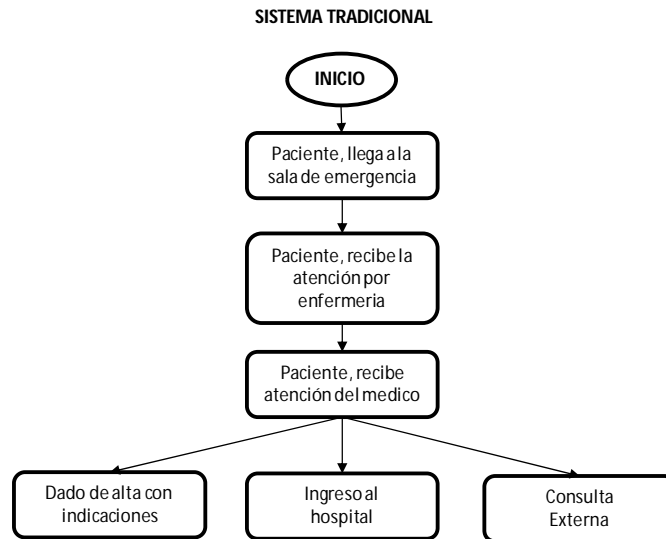 SISTEMA TRADICIONAL
INICIO
Paciente, llega a la
sala de emergencia
Paciente, recibe la
atención por
enfermeria
Paciente, recibe
atención del medico
Dado de alta con
indicaciones
Ingreso al
hospital
Consulta
Externa